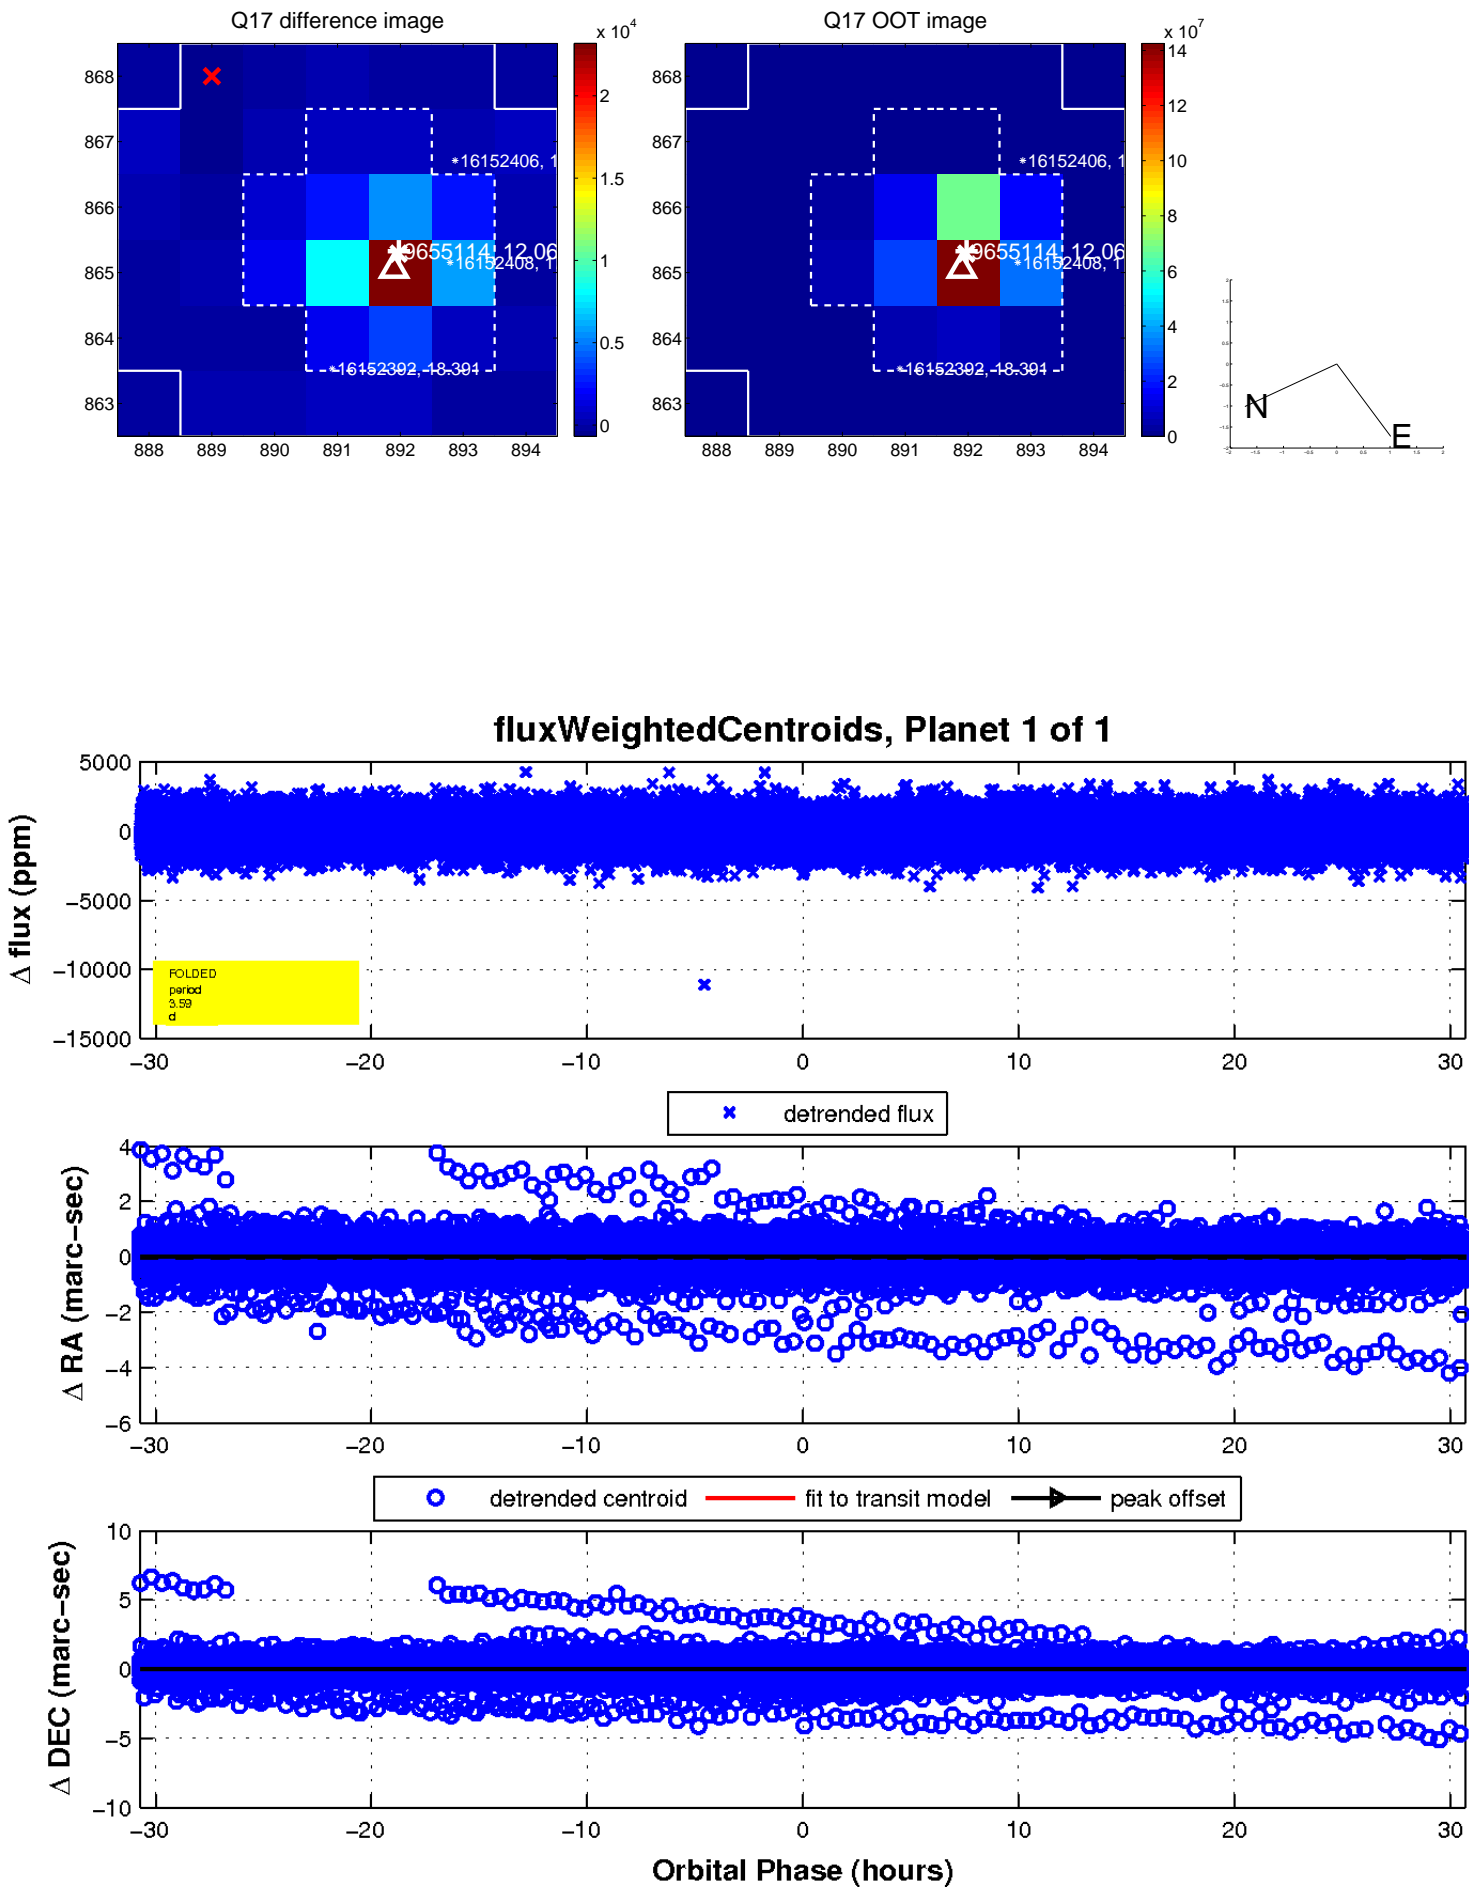 Q17 difference image
x 10^4
868
867
866
865
864
863
888 889 890 891 892 893 894
2
1.5
1
0.5
0
*16152406, 1
9655114, 12.06
*16152408, 1
*16152392, 18.391
Q17 OOT image
x 10^7
868
867
866
865
864
863
888 889 890 891 892 893 894
14
12
10
8
6
4
2
0
*16152406, 1
9655114, 12.06
*16152408, 1
*16152392, 18.391
N
E
fluxWeightedCentroids, Planet 1 of 1
Δ flux (ppm)
5000
0
−5000
−10000
−15000
FOLDED
period
3.59
d
−30 −20 −10 0 10 20 30
detrended flux
Δ RA (marc−sec)
4
2
0
−2
−4
−6
−30 −20 −10 0 10 20 30
detrended centroid fit to transit model peak offset
Δ DEC (marc−sec)
10
5
0
−5
−10
−30 −20 −10 0 10 20 30
Orbital Phase (hours)